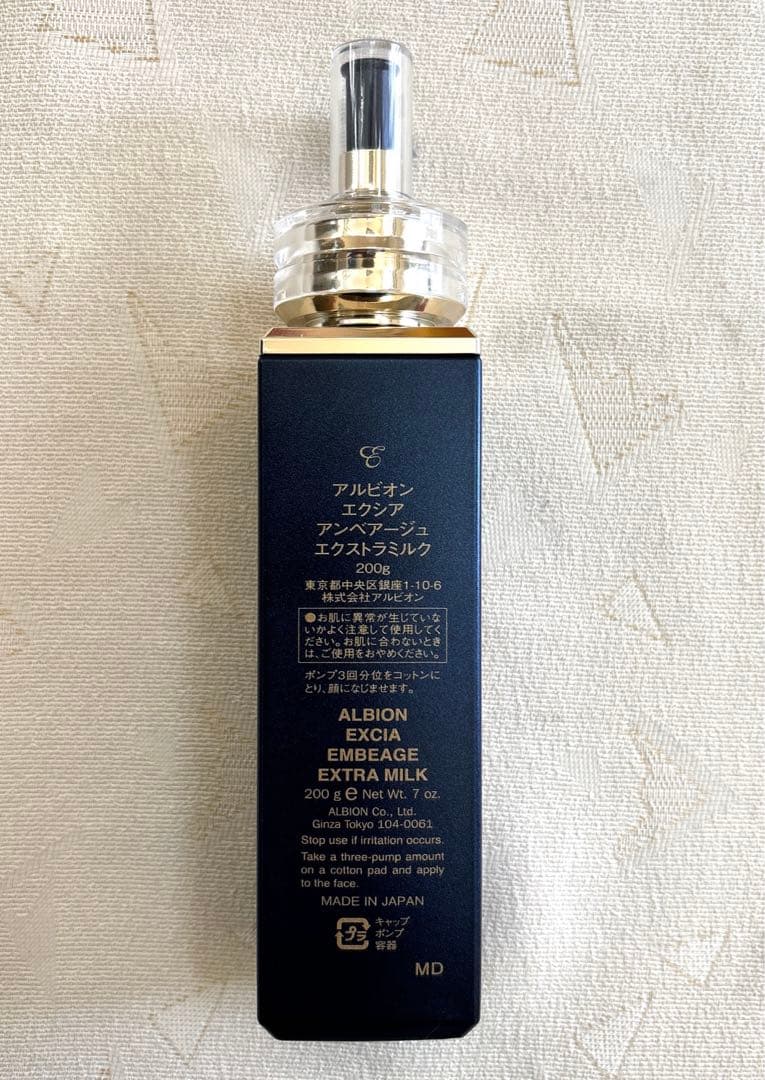 E
アルビオン
エクシア
アンベアージュ
エクストラミルク
200g
東京都中央区銀座1-10-6
株式会社アルビオン
●お肌に異常が生じていな
いかよく注意して使用してく
ださい。お肌に合わないとき
は、ご使用をおやめください。
ポンプ3回分位をコットンに
とり、顔になじませます。
ALBION
EXCIA
EMBEAGE
EXTRA MILK
200 g e Net Wt. 7 oz.
ALBION Co., Ltd.
Ginza Tokyo 104-0061
Stop use if irritation occurs.
Take a three-pump amount
on a cotton pad and apply
to the face.
MADE IN JAPAN
プラ
キャップ
ポンプ
容器
MD